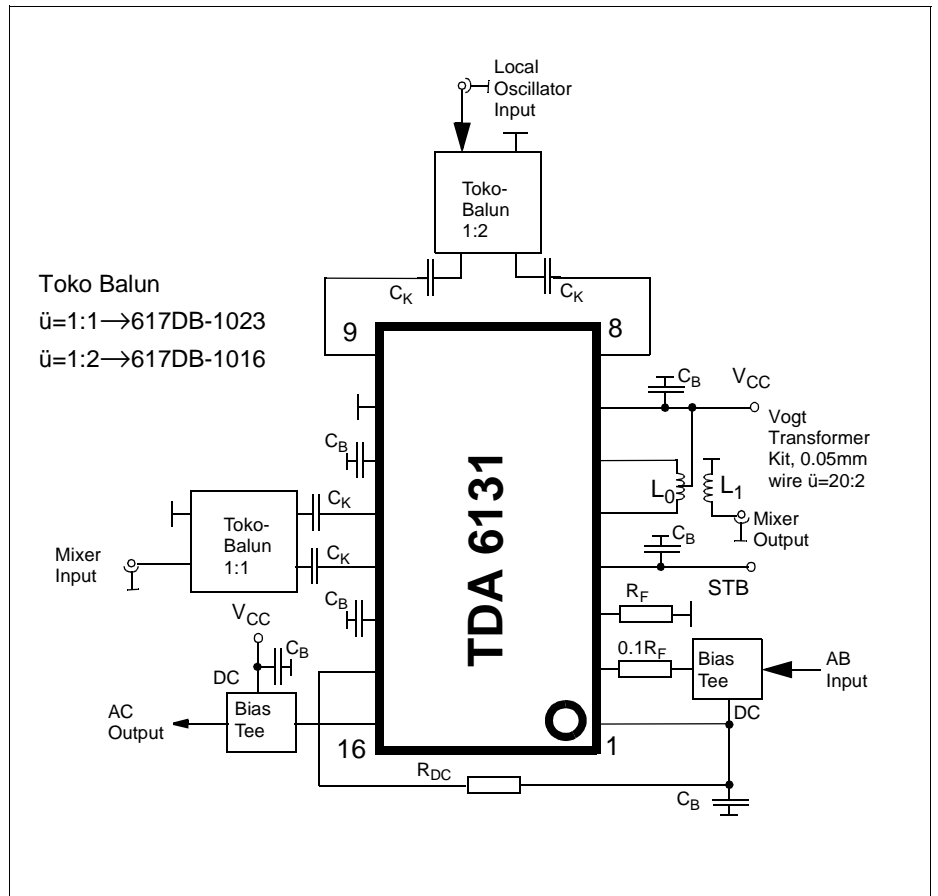 Local
Oscillator
Input
Toko-
Balun
1:2
C_K
C_K
Toko Balun
ü=1:1→617DB-1023
ü=1:2→617DB-1016
9
8
C_B
V_CC
Vogt
Transformer
Kit, 0.05mm
wire ü=20:2
C_B
TDA 6131
L_0
L_1
C_K
Toko-
Balun
1:1
C_K
Mixer
Input
Mixer
Output
C_B
STB
C_B
R_F
V_CC
C_B
DC
0.1R_F
Bias
Tee
AB
Input
DC
AC
Output
Bias
Tee
16
1
R_DC
C_B